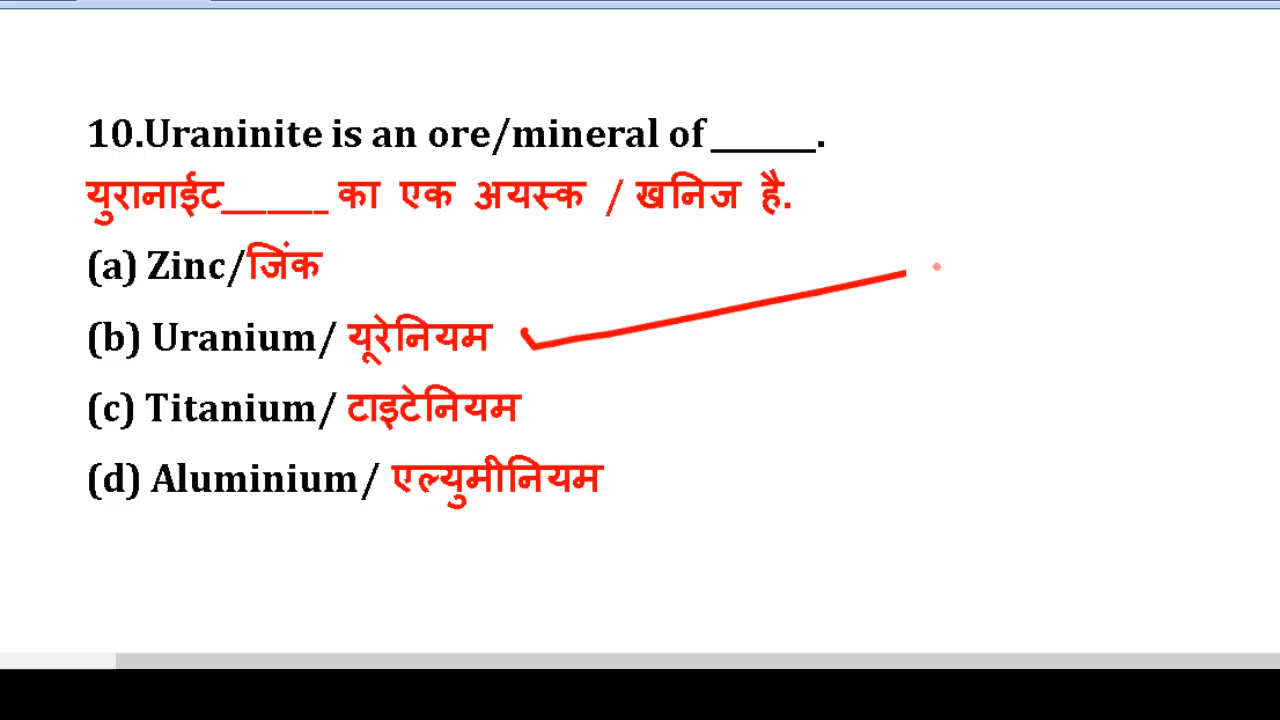 10.Uraninite is an ore/mineral of ______.
युरानाईट______ का एक अयस्क / खनिज है.
(a) Zinc/जिंक
(b) Uranium/ यूरेनियम
(c) Titanium/ टाइटेनियम
(d) Aluminium/ एल्युमीनियम